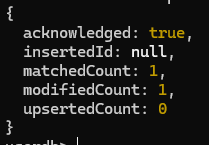 {
  acknowledged: true,
  insertedId: null,
  matchedCount: 1,
  modifiedCount: 1,
  upsertedCount: 0
}